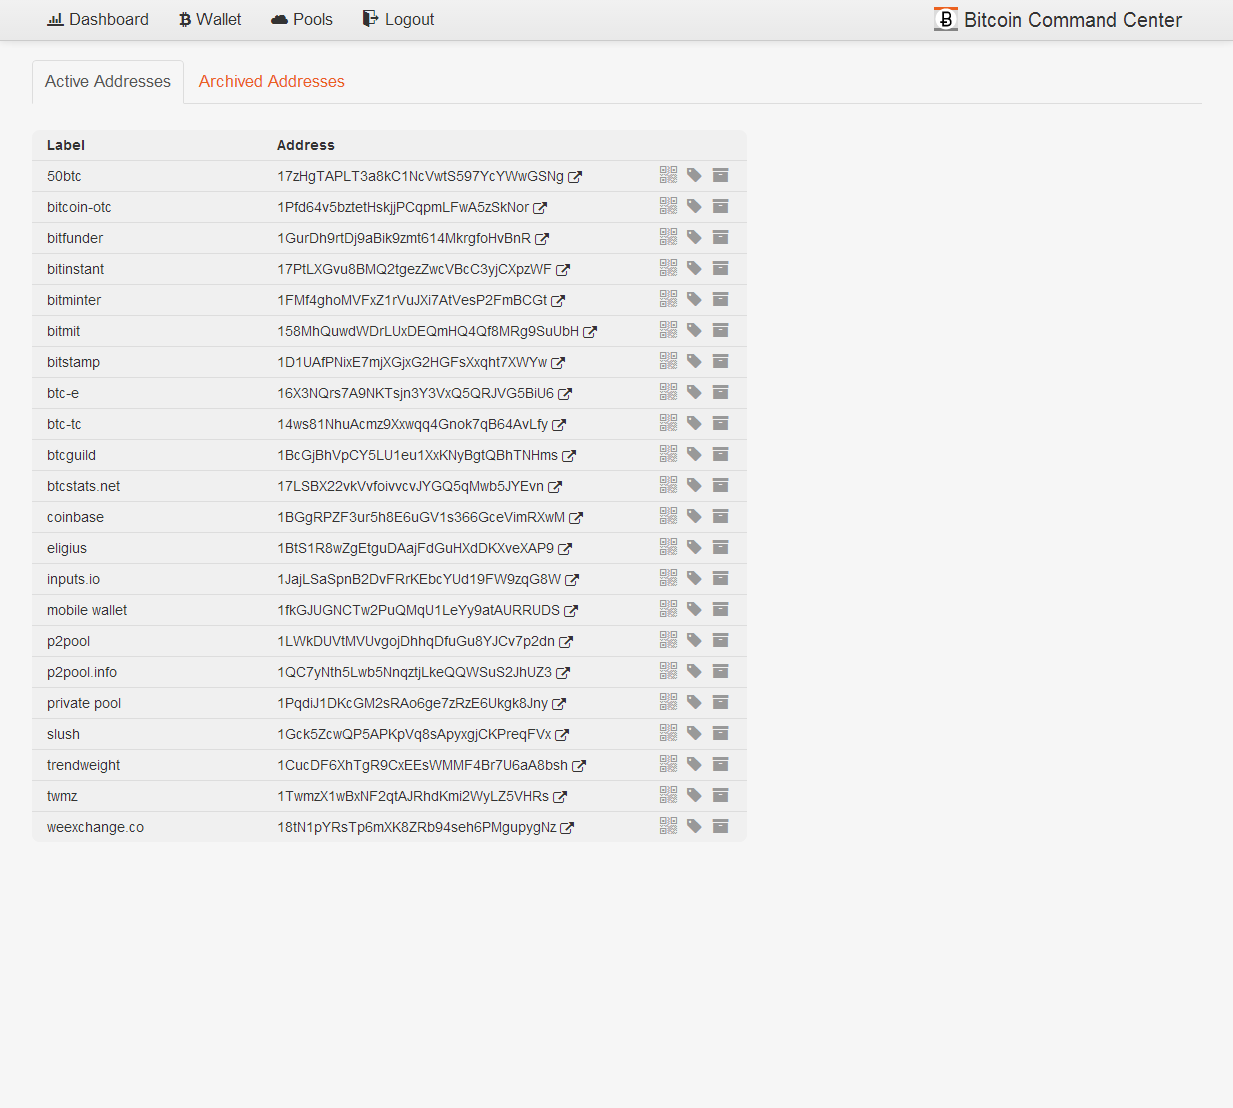 Dashboard Wallet Pools Logout Bitcoin Command Center
Active Addresses Archived Addresses
Label Address
50btc 17zHgTAPLT3a8kC1NcVwtS597YcYWwGSNg
bitcoin-otc 1Pfd64v5bztetHskjjPCqpmLFwA5zSkNor
bitfunder 1GurDh9rtDj9aBik9zmt614MkrgfoHvBnR
bitinstant 17PtLXGvu8BMQ2tgezZwcVBcC3yjCXpzWF
bitminter 1FMf4ghoMVFxZ1rVuJXi7AtVesP2FmBCGt
bitmit 158MhQuwdWDrLUxDEQmHQ4Qf8MRg9SuUbH
bitstamp 1D1UAfPNixE7mjXGjxG2HGFsXxqht7XWYw
btc-e 16X3NQrs7A9NKTsjn3Y3VxQ5QRJVG5BiU6
btc-tc 14ws81NhuAcmz9Xxwqq4Gnok7qB64AvLfy
btcguild 1BcGjBhVpCY5LU1eu1XxKNyBgtQBhTNHms
btcstats.net 17LSBX22vkVvfoivvcvJYGQ5qMwb5JYEvn
coinbase 1BGgRPZF3ur5h8E6uGV1s366GceVimRXwM
eligius 1BtS1R8wZgEtguDAajFdGuHXdDKXveXAP9
inputs.io 1JajLSaSpnB2DvFRrKEbcYUd19FW9zqG8W
mobile wallet 1fkGJUGNCTw2PuQMqU1LeYy9atAURRUDS
p2pool 1LWkDUVtMVUvgojDhhqDfuGu8YJCv7p2dn
p2pool.info 1QC7yNth5Lwb5NnqztjLkeQQWSuS2JhUZ3
private pool 1PqdiJ1DKcGM2sRAo6ge7zRzE6Ukgk8Jny
slush 1Gck5ZcwQP5APKpVq8sApyxgjCKPreqFVx
trendweight 1CucDF6XhTgR9CxEEsWMMF4Br7U6aA8bsh
twmz 1TwmzX1wBxNF2qtAJRhdKmi2WyLZ5VHRs
weexchange.co 18tN1pYRsTp6mXK8ZRb94seh6PMgupygNz